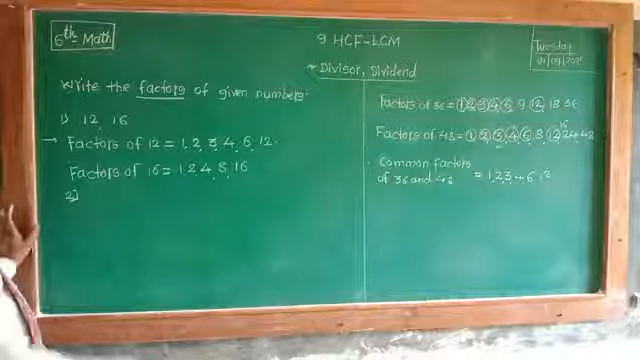 6th Math
9 HCF-LCM
Tuesday
* Divisor, Dividend
Write the factors of given numbers.
1) 12, 16
→ Factors of 12 = 1, 2, 3, 4, 6, 12.
Factors of 16 = 1, 2, 4, 8, 16
2)
Factors of 36 = 1 2 3 4 6 9 12 18 36
Factors of 48 = 1 2 3 4 6 8 12 16 24 48
Common factors
of 36 and 48 = 1, 2, 3, 4 6 12